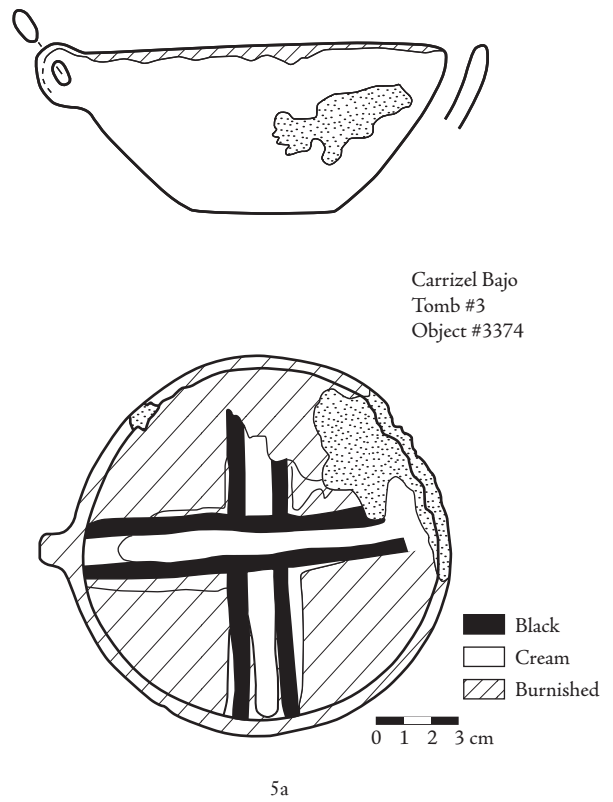 Carrizel Bajo
Tomb #3
Object #3374
Black
Cream
Burnished
0 1 2 3 cm
5a